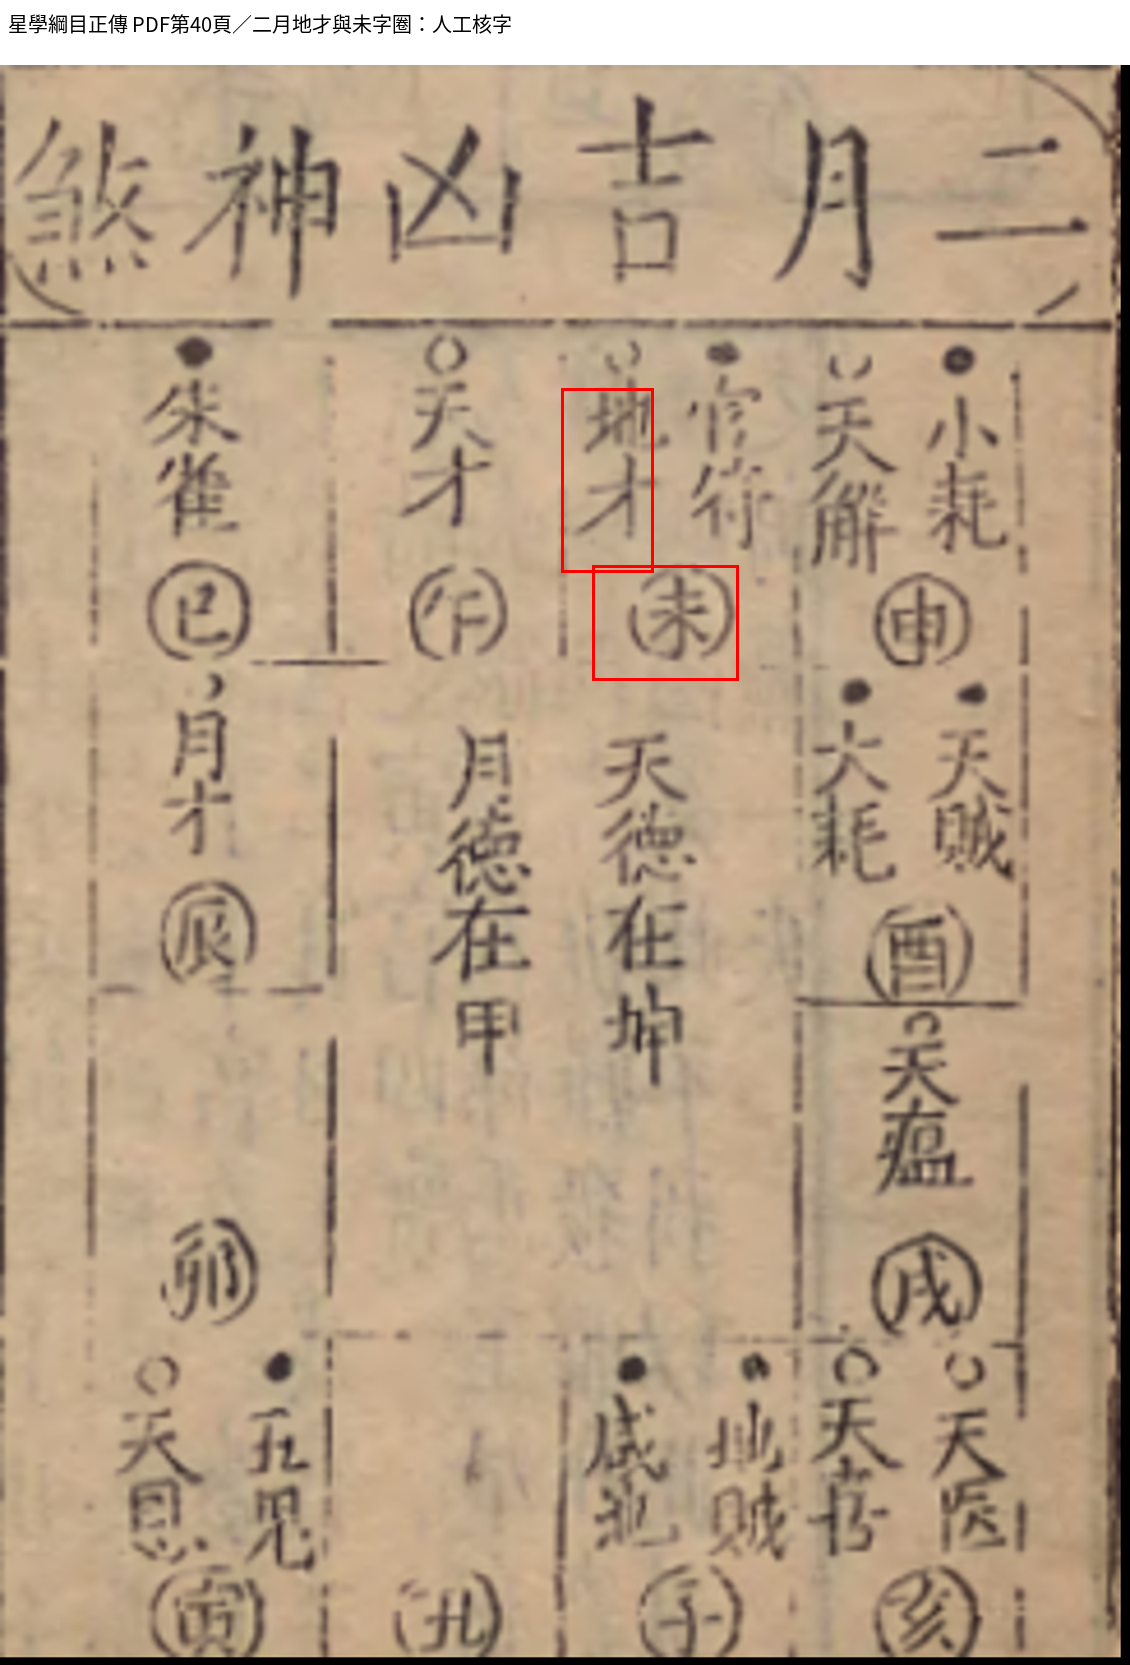 星學綱目正傳 PDF第40頁／二月地才與未字圈：人工核字
二月吉凶神煞
小耗
天解
申
官符
地才
未
天才
午
朱雀
巳
天賊
大耗
酉
天德在坤
月德在甲
月才
辰
天瘟
戌
卯
天医
天書
亥
地賊
咸池
子
丑
五鬼
天恩
寅